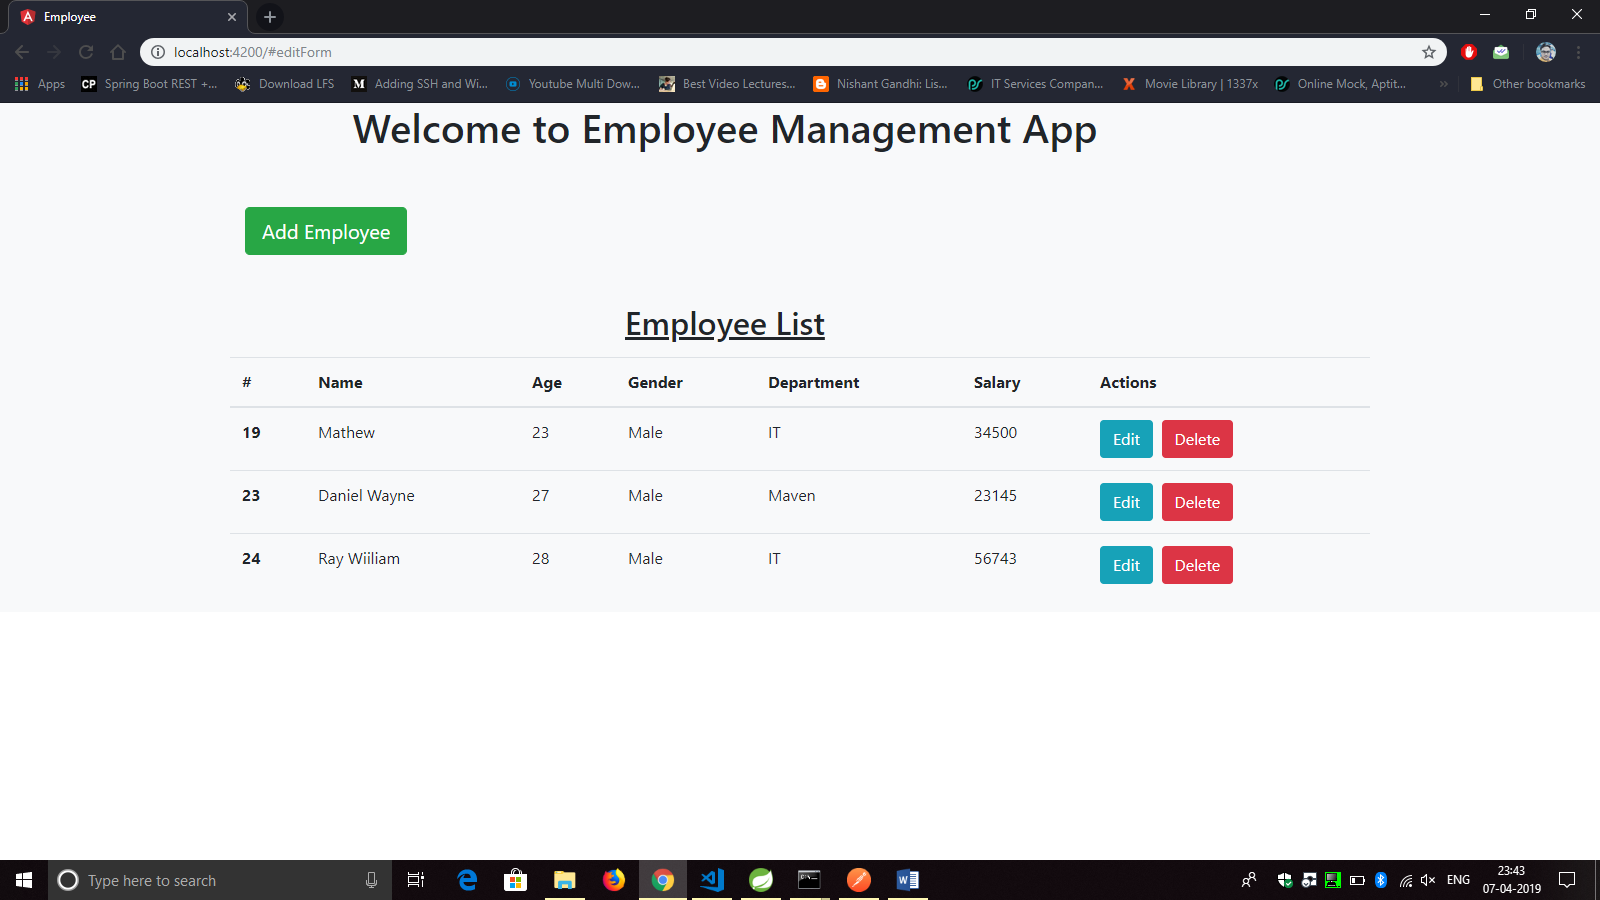 Employee
localhost:4200/#editForm
Apps CP Spring Boot REST +... Download LFS M Adding SSH and Wi... Youtube Multi Dow... Best Video Lectures... Nishant Gandhi: Lis... IT Services Compan... X Movie Library | 1337x Online Mock, Aptit... » Other bookmarks
Welcome to Employee Management App
Add Employee
Employee List
# Name Age Gender Department Salary Actions
19 Mathew 23 Male IT 34500 Edit Delete
23 Daniel Wayne 27 Male Maven 23145 Edit Delete
24 Ray Wiiliam 28 Male IT 56743 Edit Delete
Type here to search
ENG
23:43
07-04-2019